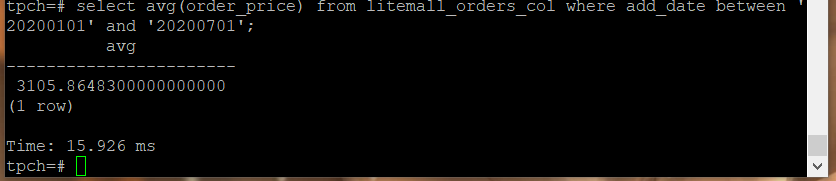 tpch=# select avg(order_price) from litemall_orders_col where add_date between '
20200101' and '20200701';
avg
-----------------------
3105.8648300000000000
(1 row)
Time: 15.926 ms
tpch=#